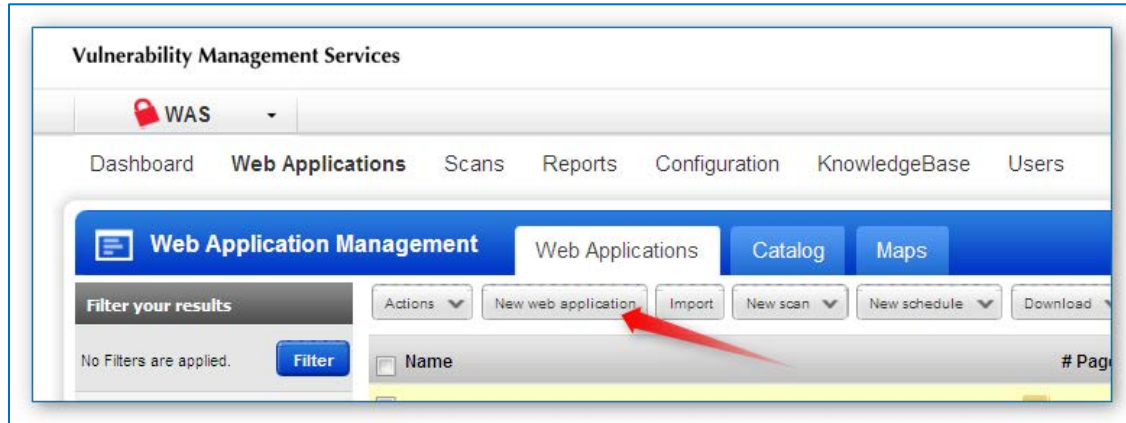 Vulnerability Management Services
WAS
Dashboard Web Applications Scans Reports Configuration KnowledgeBase Users
Web Application Management Web Applications Catalog Maps
Filter your results Actions New web application Import New scan New schedule Download
No Filters are applied. Filter Name # Page